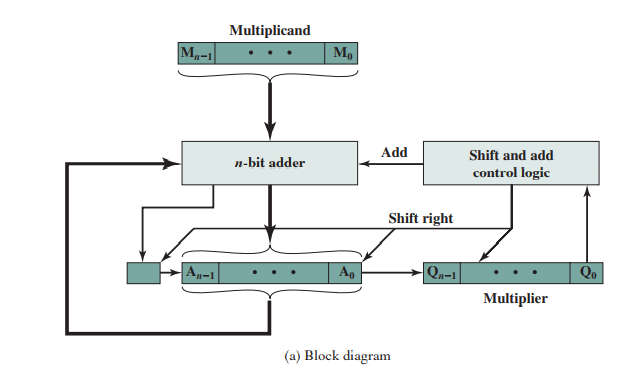 Multiplicand
Mn−1 • • • M0
n-bit adder
Add
Shift and add
control logic
Shift right
An−1 • • • A0
Qn−1 • • • Q0
Multiplier
(a) Block diagram